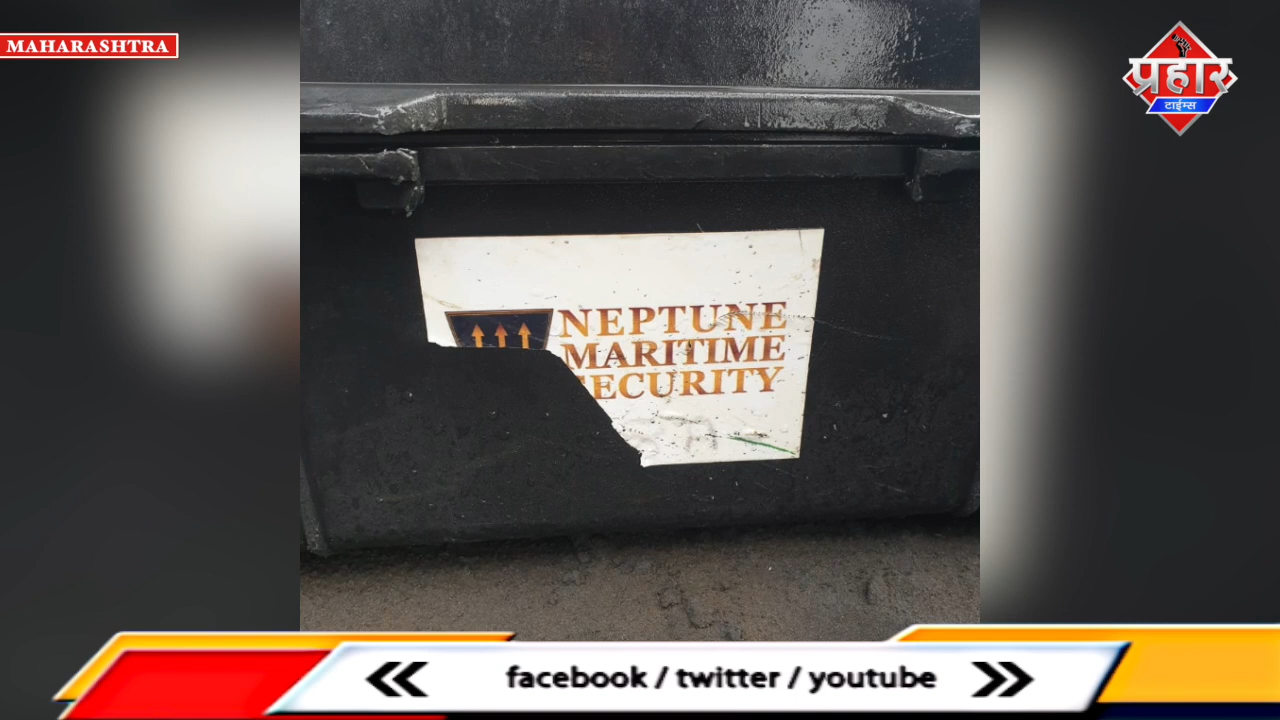 MAHARASHTRA
प्रहार
टाईम्स
NEPTUNE
MARITIME
SECURITY
facebook / twitter / youtube